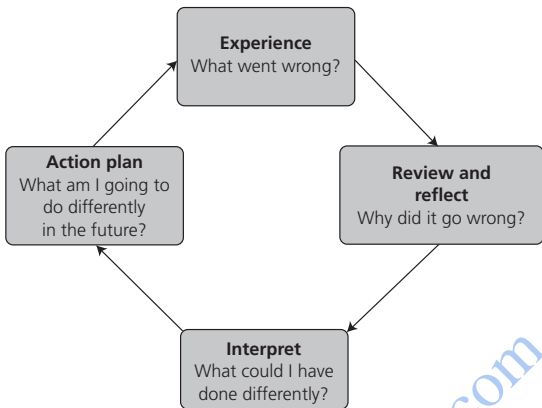 Experience
What went wrong?
Review and
reflect
Why did it go wrong?
Interpret
What could I have
done differently?
Action plan
What am I going to
do differently
in the future?
.com